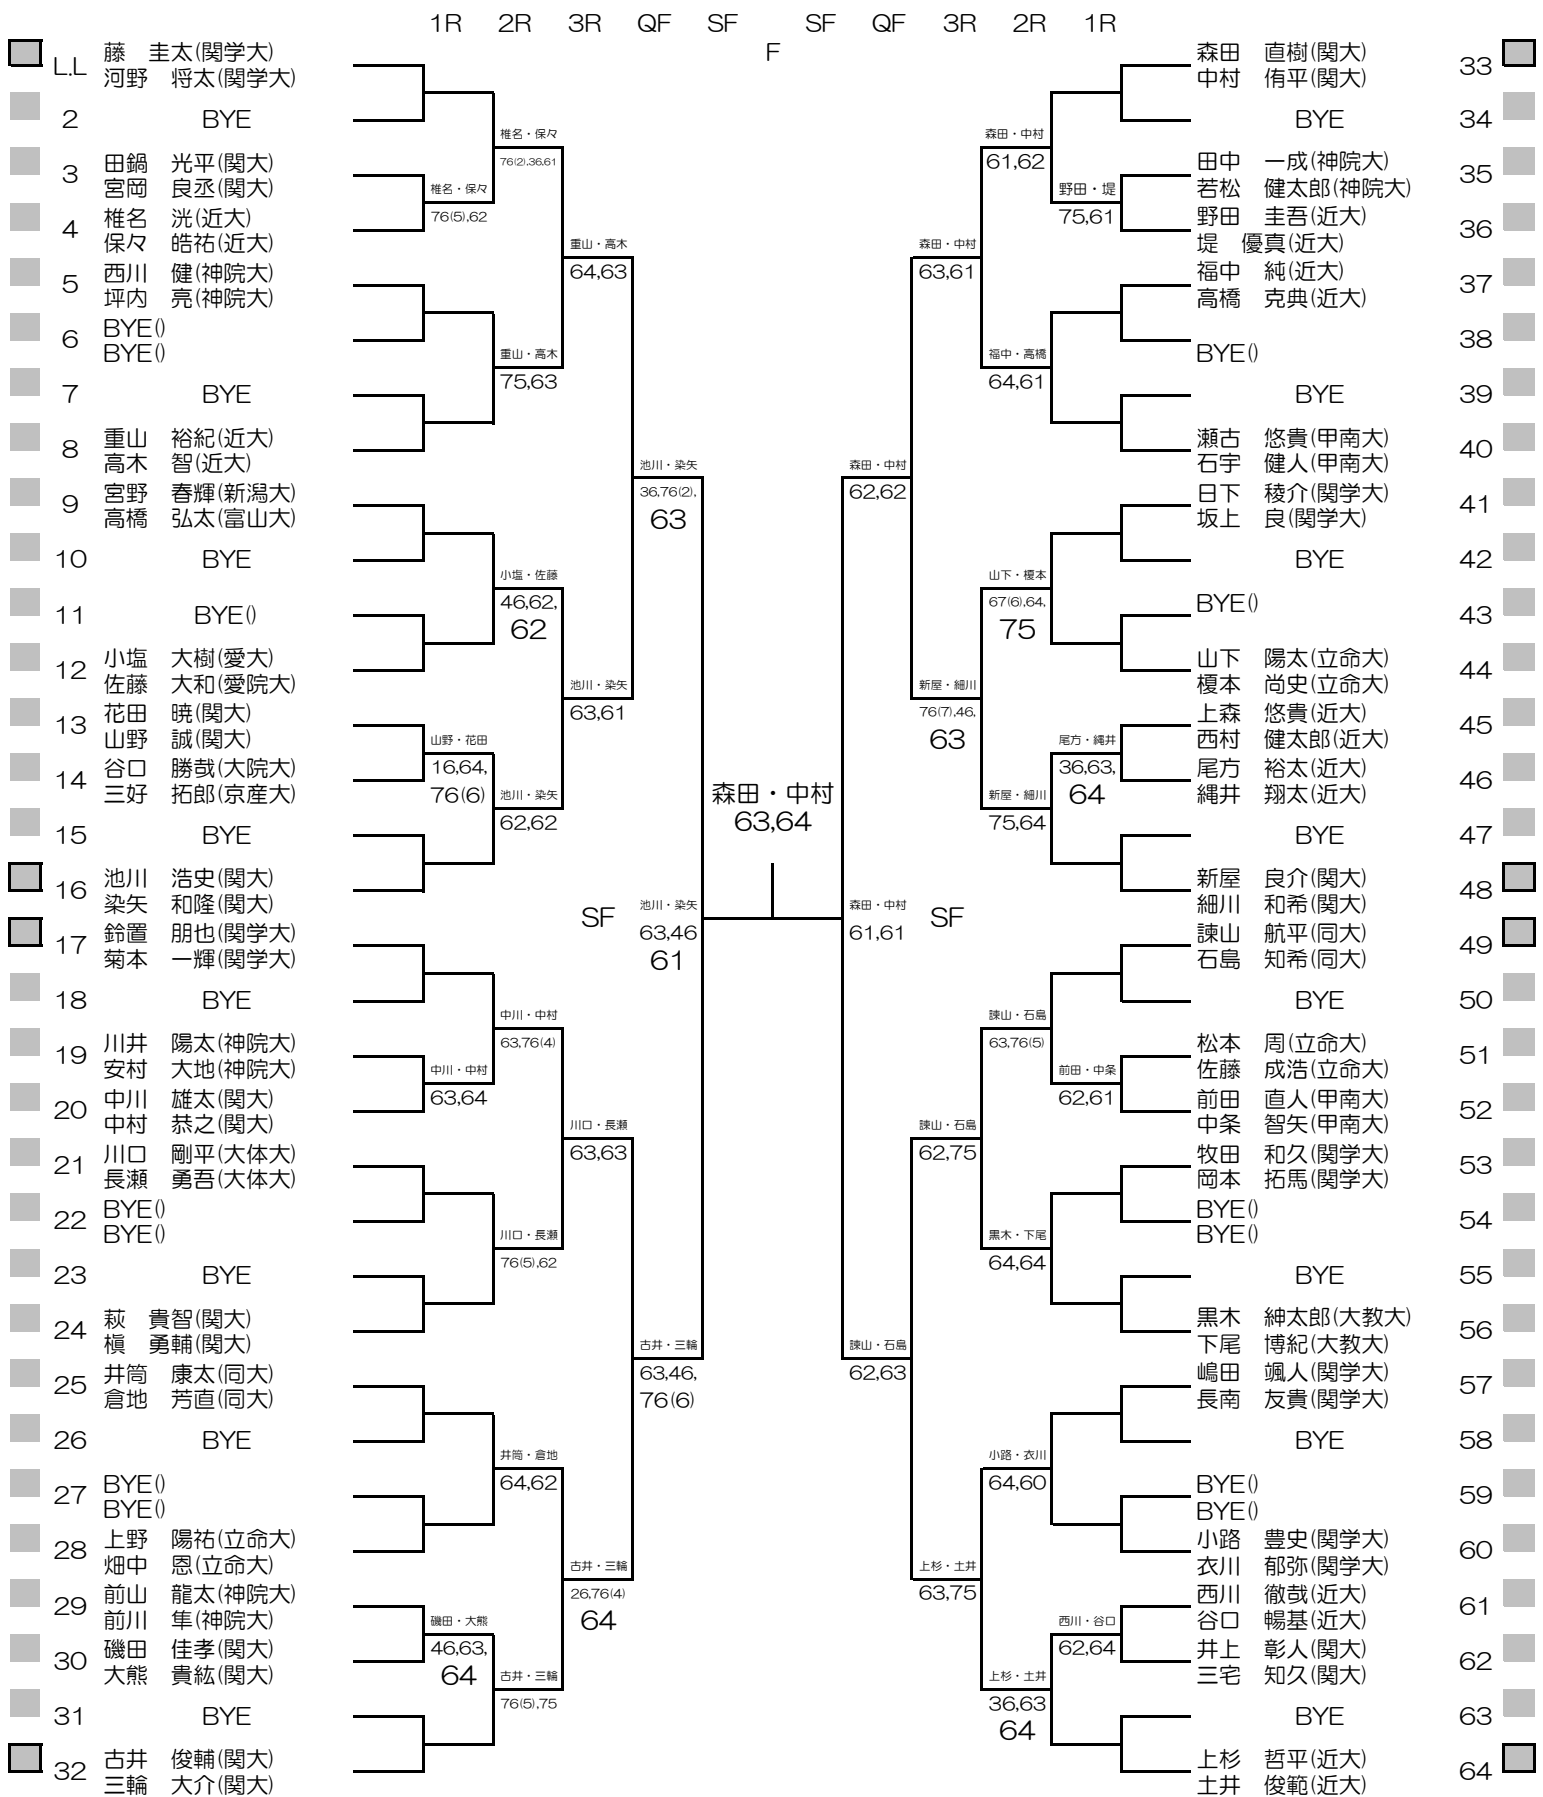 1R 2R 3R QF SF SF QF 3R 2R 1R
F
L.L 藤 圭太(関学大)
河野 将太(関学大)
2 BYE
3 田鍋 光平(関大)
宮岡 良丞(関大)
4 椎名 洸(近大)
保々 皓祐(近大)
5 西川 健(神院大)
坪内 亮(神院大)
6 BYE()
BYE()
7 BYE
8 重山 裕紀(近大)
高木 智(近大)
9 宮野 春輝(新潟大)
高橋 弘太(富山大)
10 BYE
11 BYE()
12 小塩 大樹(愛大)
佐藤 大和(愛院大)
13 花田 暁(関大)
山野 誠(関大)
14 谷口 勝哉(大院大)
三好 拓郎(京産大)
15 BYE
16 池川 浩史(関大)
染矢 和隆(関大)
17 鈴置 朋也(関学大)
菊本 一輝(関学大)
18 BYE
19 川井 陽太(神院大)
安村 大地(神院大)
20 中川 雄太(関大)
中村 恭之(関大)
21 川口 剛平(大体大)
長瀬 勇吾(大体大)
22 BYE()
BYE()
23 BYE
24 萩 貴智(関大)
槇 勇輔(関大)
25 井筒 康太(同大)
倉地 芳直(同大)
26 BYE
27 BYE()
BYE()
28 上野 陽祐(立命大)
畑中 恩(立命大)
29 前山 龍太(神院大)
前川 隼(神院大)
30 磯田 佳孝(関大)
大熊 貴紘(関大)
31 BYE
32 古井 俊輔(関大)
三輪 大介(関大)
椎名・保々
76(5),62
山野・花田
16,64,
76(6)
中川・中村
63,64
磯田・大熊
46,63,
64
椎名・保々
76(2),36,61
重山・高木
75,63
小塩・佐藤
46,62,
62
池川・染矢
62,62
中川・中村
63,76(4)
川口・長瀬
76(5),62
井筒・倉地
64,62
古井・三輪
76(5),75
重山・高木
64,63
池川・染矢
63,61
川口・長瀬
63,63
古井・三輪
26,76(4)
64
池川・染矢
36,76(2),
63
古井・三輪
63,46,
76(6)
SF
池川・染矢
63,46
61
森田・中村
63,64
森田・中村
61,61
SF
森田・中村
62,62
諫山・石島
62,63
森田・中村
63,61
新屋・細川
76(7),46,
63
諫山・石島
62,75
上杉・土井
63,75
森田・中村
61,62
福中・高橋
64,61
山下・榎本
67(6),64,
75
新屋・細川
75,64
諫山・石島
63,76(5)
黒木・下尾
64,64
小路・衣川
64,60
上杉・土井
36,63
64
野田・堤
75,61
尾方・縄井
36,63,
64
前田・中条
62,61
西川・谷口
62,64
森田 直樹(関大) 33
中村 侑平(関大)
BYE 34
田中 一成(神院大) 35
若松 健太郎(神院大)
野田 圭吾(近大) 36
堤 優真(近大)
福中 純(近大) 37
高橋 克典(近大)
BYE() 38
BYE 39
瀬古 悠貴(甲南大) 40
石宇 健人(甲南大)
日下 稜介(関学大) 41
坂上 良(関学大)
BYE 42
BYE() 43
山下 陽太(立命大) 44
榎本 尚史(立命大)
上森 悠貴(近大) 45
西村 健太郎(近大)
尾方 裕太(近大) 46
縄井 翔太(近大)
BYE 47
新屋 良介(関大) 48
細川 和希(関大)
諫山 航平(同大) 49
石島 知希(同大)
BYE 50
松本 周(立命大) 51
佐藤 成浩(立命大)
前田 直人(甲南大) 52
中条 智矢(甲南大)
牧田 和久(関学大) 53
岡本 拓馬(関学大)
BYE() 54
BYE()
BYE 55
黒木 紳太郎(大教大) 56
下尾 博紀(大教大)
嶋田 颯人(関学大) 57
長南 友貴(関学大)
BYE 58
BYE() 59
BYE()
小路 豊史(関学大) 60
衣川 郁弥(関学大)
西川 徹哉(近大) 61
谷口 暢基(近大)
井上 彰人(関大) 62
三宅 知久(関大)
BYE 63
上杉 哲平(近大) 64
土井 俊範(近大)